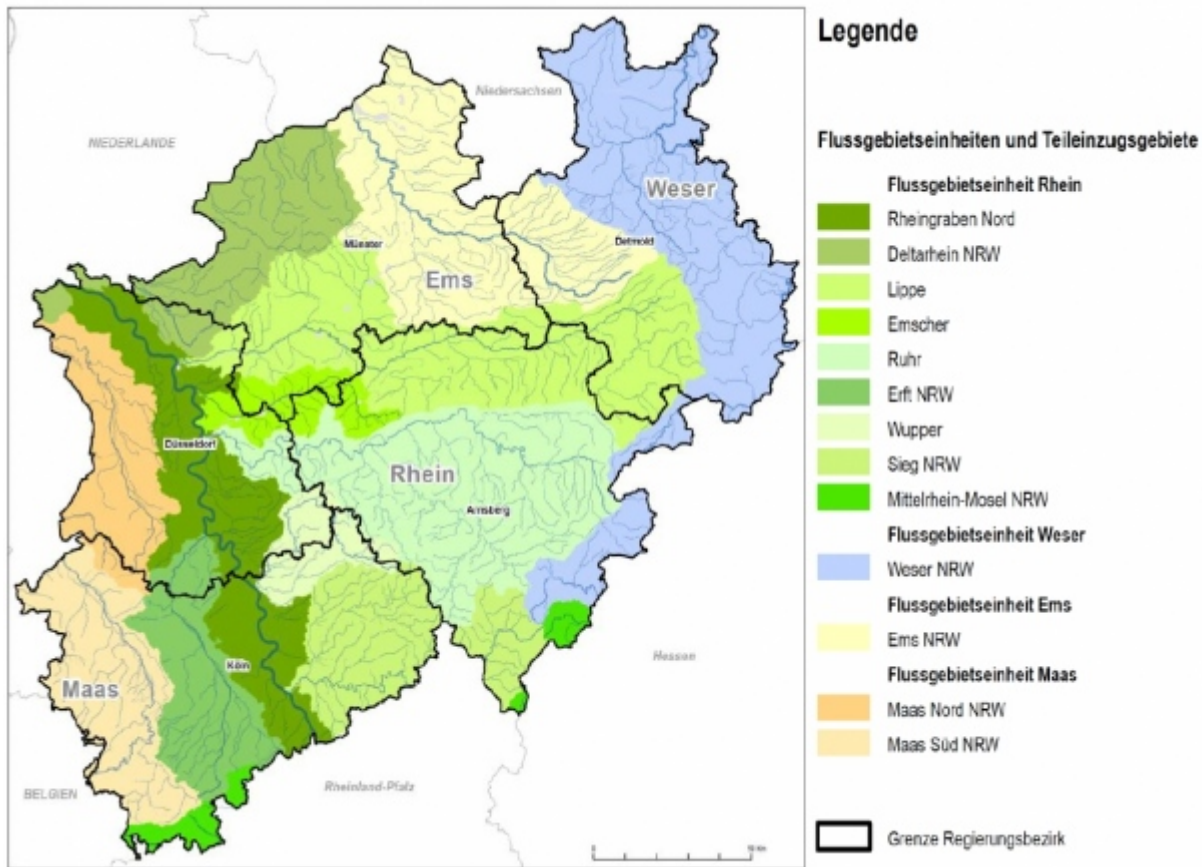 Legende
Flussgebietseinheiten und Teileinzugsgebiete
Flussgebietseinheit Rhein
Rheingraben Nord
Deltarhein NRW
Lippe
Emscher
Ruhr
Erft NRW
Wupper
Sieg NRW
Mittelrhein-Mosel NRW
Flussgebietseinheit Weser
Weser NRW
Flussgebietseinheit Ems
Ems NRW
Flussgebietseinheit Maas
Maas Nord NRW
Maas Süd NRW
Grenze Regierungsbezirk
Niedersachsen
NIEDERLANDE
Weser
Münster
Detmold
Ems
Düsseldorf
Rhein
Arnsberg
Köln
Maas
Hessen
BELGIEN
Rheinland-Pfalz
0